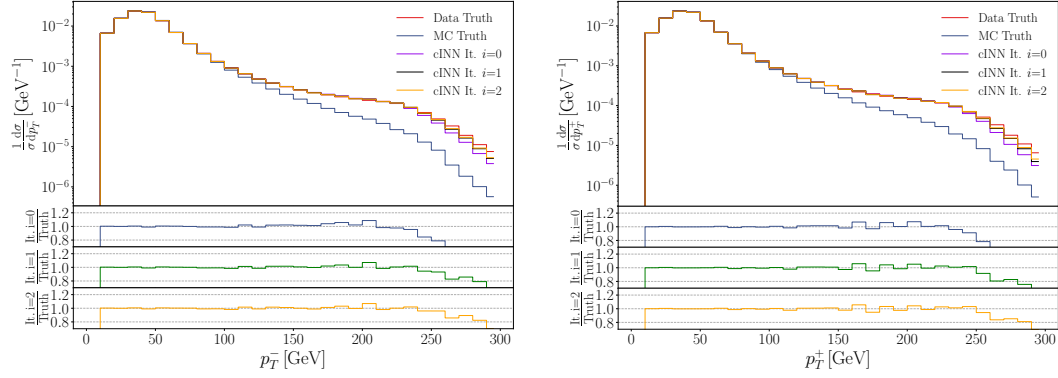 10⁻²
10⁻³
10⁻⁴
10⁻⁵
10⁻⁶
1/σ dσ/dp_T^- [GeV⁻¹]
Data Truth
MC Truth
cINN It. i=0
cINN It. i=1
cINN It. i=2
It. i=0/Truth
1.2
1.0
0.8
It. i=1/Truth
1.2
1.0
0.8
It. i=2/Truth
1.2
1.0
0.8
0 50 100 150 200 250 300
p_T^- [GeV]
10⁻²
10⁻³
10⁻⁴
10⁻⁵
10⁻⁶
1/σ dσ/dp_T^+ [GeV⁻¹]
Data Truth
MC Truth
cINN It. i=0
cINN It. i=1
cINN It. i=2
It. i=0/Truth
1.2
1.0
0.8
It. i=1/Truth
1.2
1.0
0.8
It. i=2/Truth
1.2
1.0
0.8
0 50 100 150 200 250 300
p_T^+ [GeV]